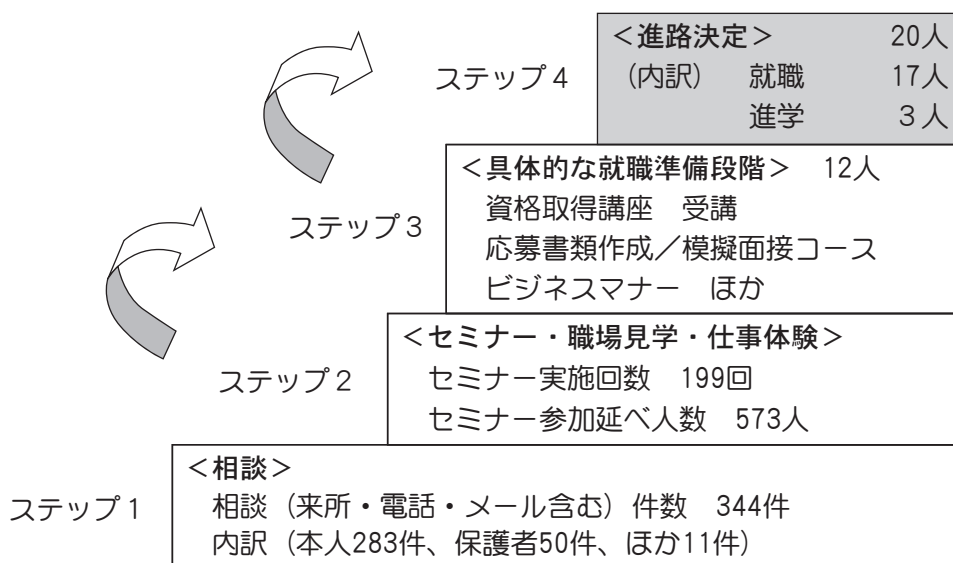 ステップ4
＜進路決定＞ 20人
（内訳） 就職 17人
進学 3人
ステップ3
＜具体的な就職準備段階＞ 12人
資格取得講座 受講
応募書類作成／模擬面接コース
ビジネスマナー ほか
ステップ2
＜セミナー・職場見学・仕事体験＞
セミナー実施回数 199回
セミナー参加延べ人数 573人
ステップ1
＜相談＞
相談（来所・電話・メール含む）件数 344件
内訳（本人283件、保護者50件、ほか11件）